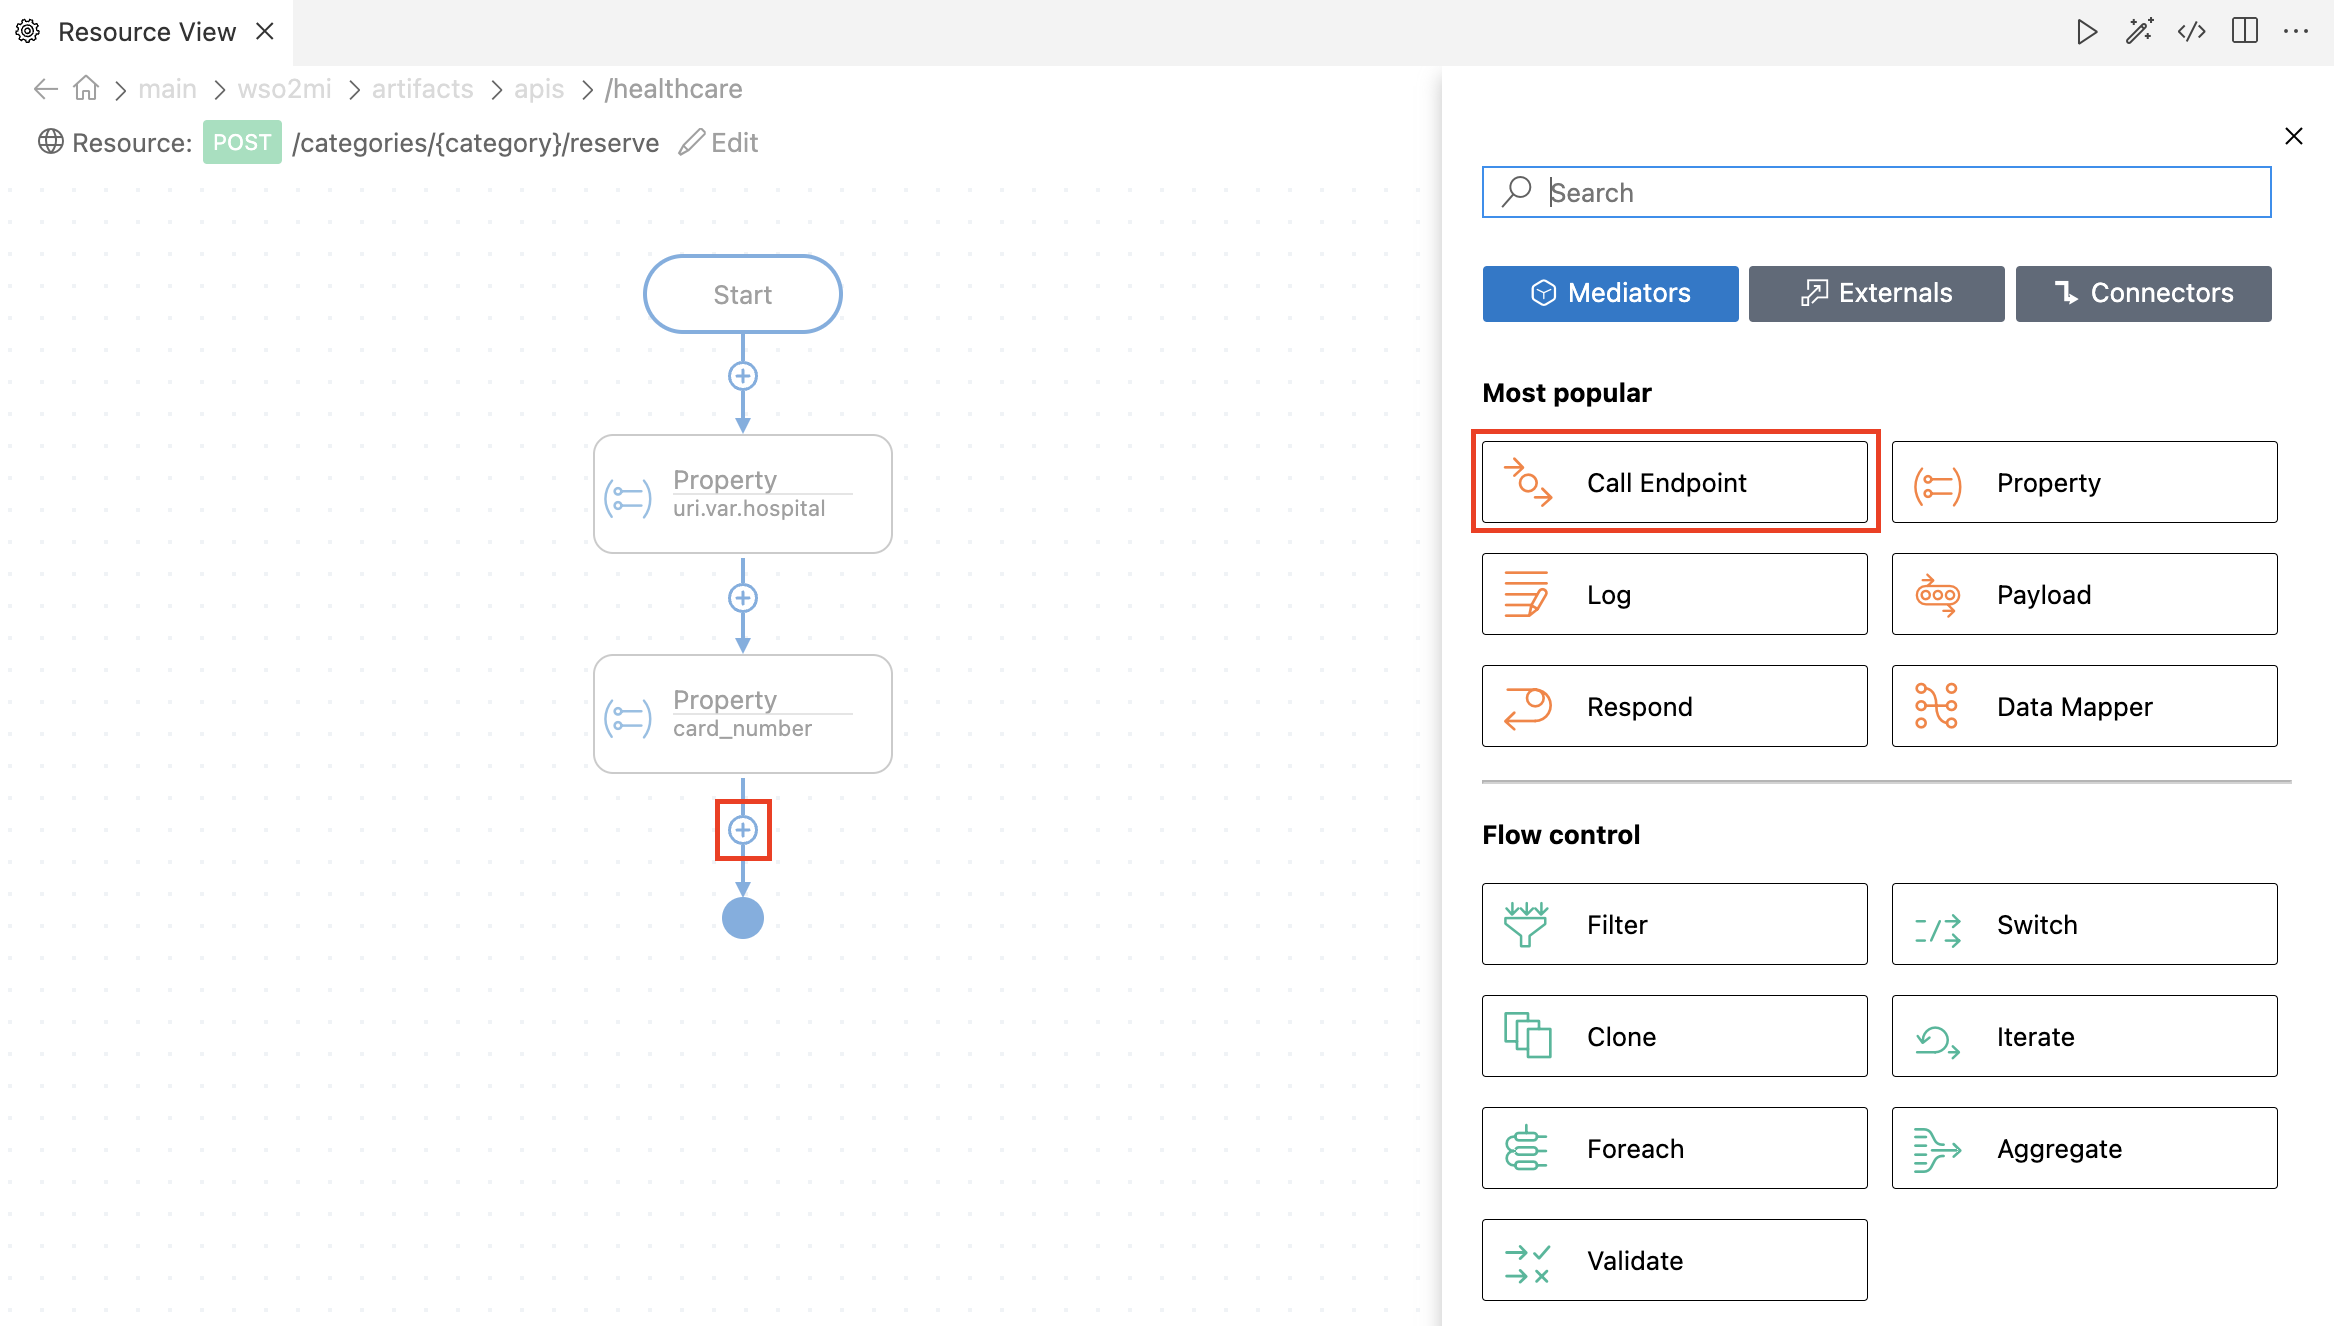 Resource View
main > wso2mi > artifacts > apis > /healthcare
Resource: POST /categories/{category}/reserve Edit
Start
Property
uri.var.hospital
Property
card_number
Search
Mediators Externals Connectors
Most popular
Call Endpoint Property
Log Payload
Respond Data Mapper
Flow control
Filter Switch
Clone Iterate
Foreach Aggregate
Validate